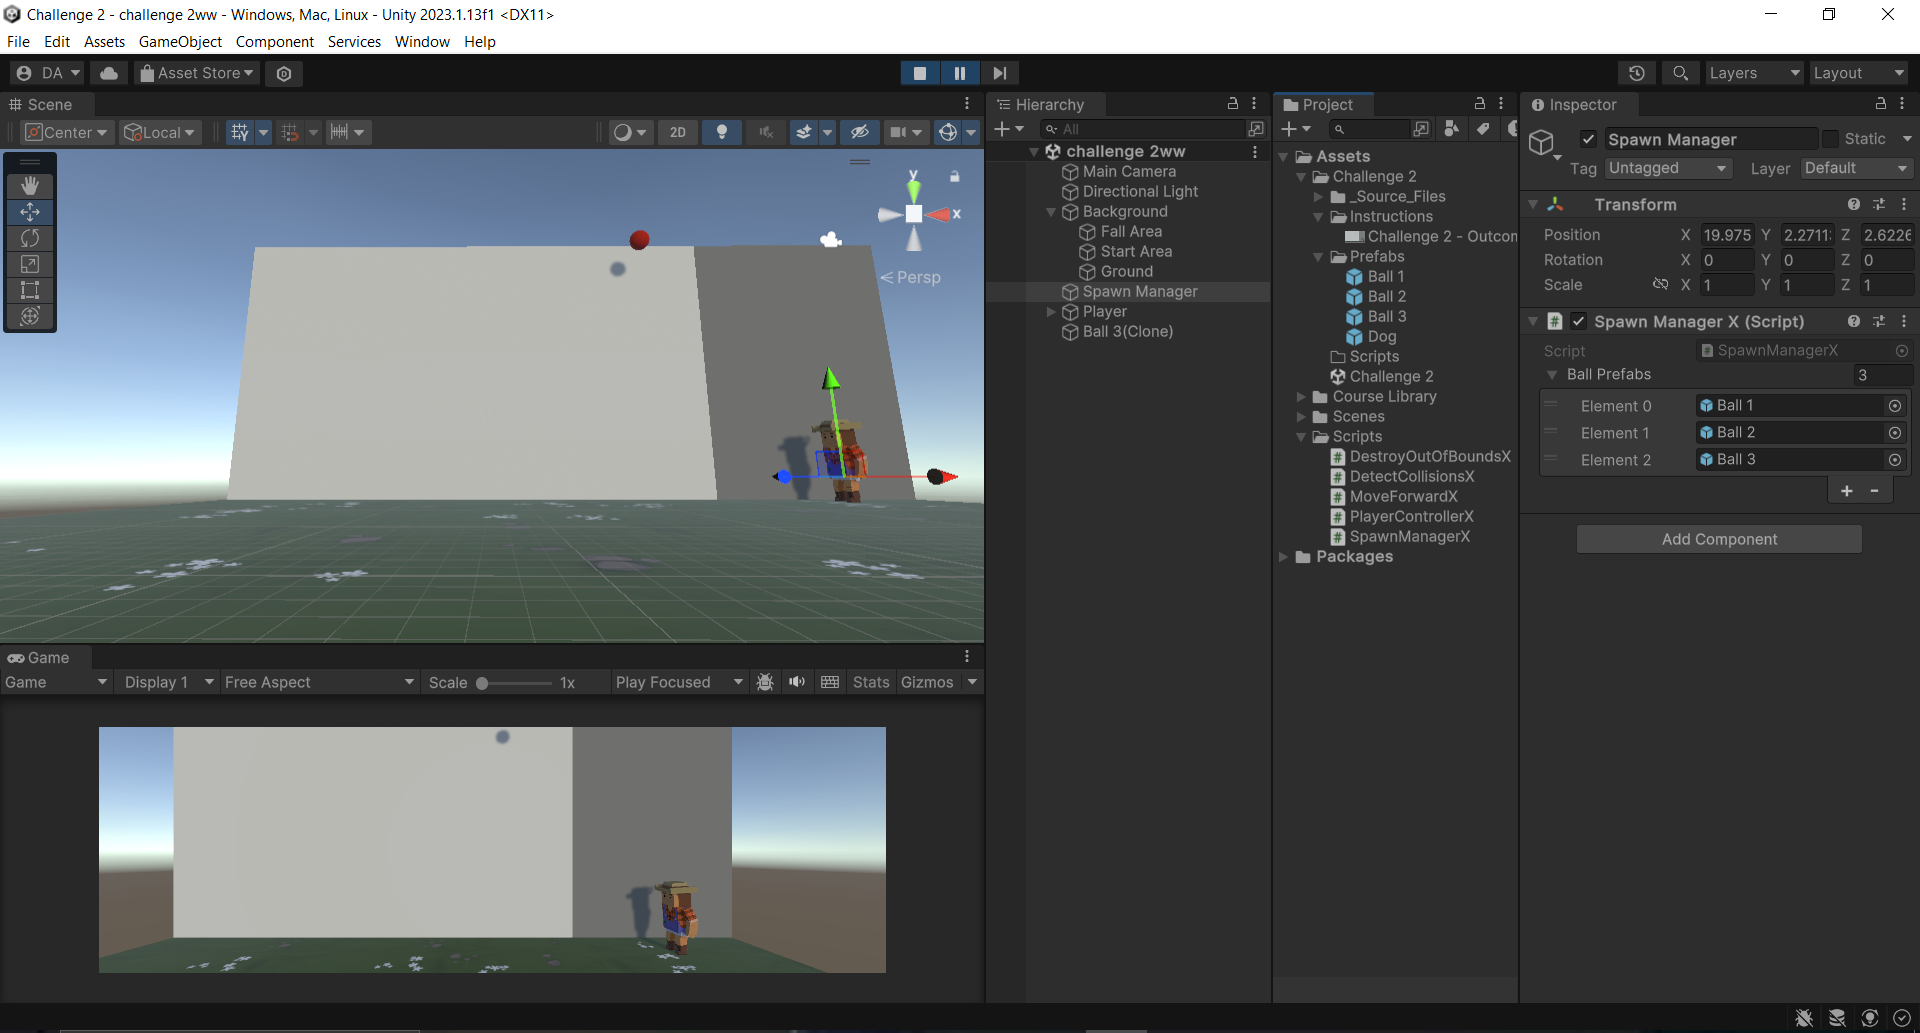 Challenge 2 - challenge 2ww - Windows, Mac, Linux - Unity 2023.1.13f1 <DX11>
File Edit Assets GameObject Component Services Window Help
DA Asset Store Layers Layout
Scene
Center Local 2D
y
x
Persp
Game
Game Display 1 Free Aspect Scale 1x Play Focused Stats Gizmos
Hierarchy
All
challenge 2ww
Main Camera
Directional Light
Background
Fall Area
Start Area
Ground
Spawn Manager
Player
Ball 3(Clone)
Project
Assets
Challenge 2
_Source_Files
Instructions
Challenge 2 - Outcon
Prefabs
Ball 1
Ball 2
Ball 3
Dog
Scripts
Challenge 2
Course Library
Scenes
Scripts
DestroyOutOfBoundsX
DetectCollisionsX
MoveForwardX
PlayerControllerX
SpawnManagerX
Packages
Inspector
Spawn Manager Static
Tag Untagged Layer Default
Transform
Position X 19.975 Y 2.2711 Z 2.6226
Rotation X 0 Y 0 Z 0
Scale X 1 Y 1 Z 1
# Spawn Manager X (Script)
Script SpawnManagerX
Ball Prefabs 3
Element 0 Ball 1
Element 1 Ball 2
Element 2 Ball 3
+ -
Add Component